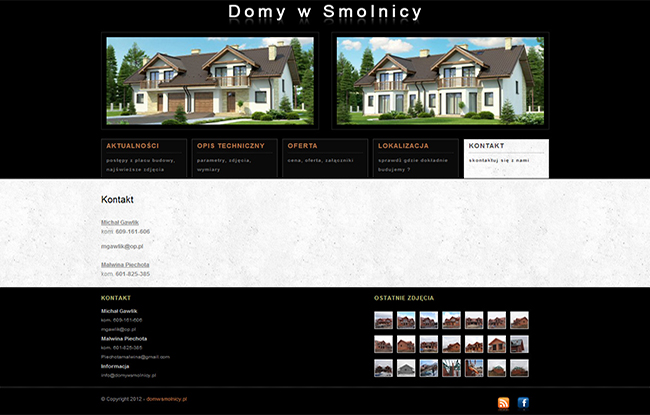 Domy w Smolnicy
AKTUALNOŚCI
postępy z placu budowy,
najświeższe zdjęcia
OPIS TECHNICZNY
parametry, zdjęcia,
wymiary
OFERTA
cena, oferta, załączniki
LOKALIZACJA
sprawdź gdzie dokładnie
budujemy ?
KONTAKT
skontaktuj się z nami
Kontakt
Michał Gawlik
kom. 609-161-606
mgawlik@op.pl
Malwina Piechota
kom. 601-825-385
KONTAKT
Michał Gawlik
kom. 609-161-606
mgawlik@op.pl
Malwina Piechota
kom. 601-825-385
Piechotamalwina@gmail.com
Informacja
info@domywsmolnicy.pl
OSTATNIE ZDJĘCIA
© Copyright 2012 - domwsmolnicy.pl